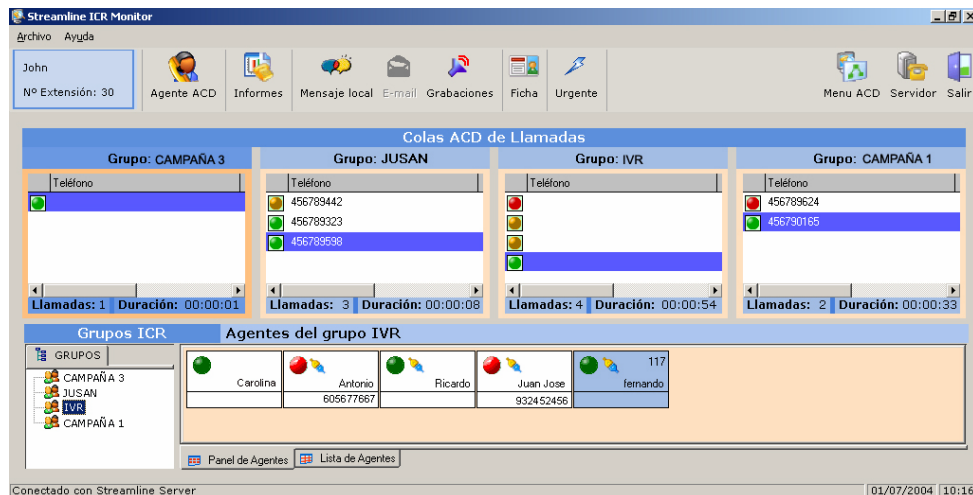 Streamline ICR Monitor
Archivo Ayuda
John
Nº Extensión: 30
Agente ACD Informes Mensaje local E-mail Grabaciones Ficha Urgente Menu ACD Servidor Salir
Colas ACD de Llamadas
Grupo: CAMPAÑA 3 Grupo: JUSAN Grupo: IVR Grupo: CAMPAÑA 1
Teléfono Teléfono Teléfono Teléfono
456789442 456789624
456789323 456790165
456789598
Llamadas: 1 Duración: 00:00:01 Llamadas: 3 Duración: 00:00:08 Llamadas: 4 Duración: 00:00:54 Llamadas: 2 Duración: 00:00:33
Grupos ICR Agentes del grupo IVR
GRUPOS
CAMPAÑA 3
JUSAN
IVR
CAMPAÑA 1
117
Carolina Antonio Ricardo Juan Jose fernando
605677667 932452456
Panel de Agentes Lista de Agentes
Conectado con Streamline Server 01/07/2004 10:16